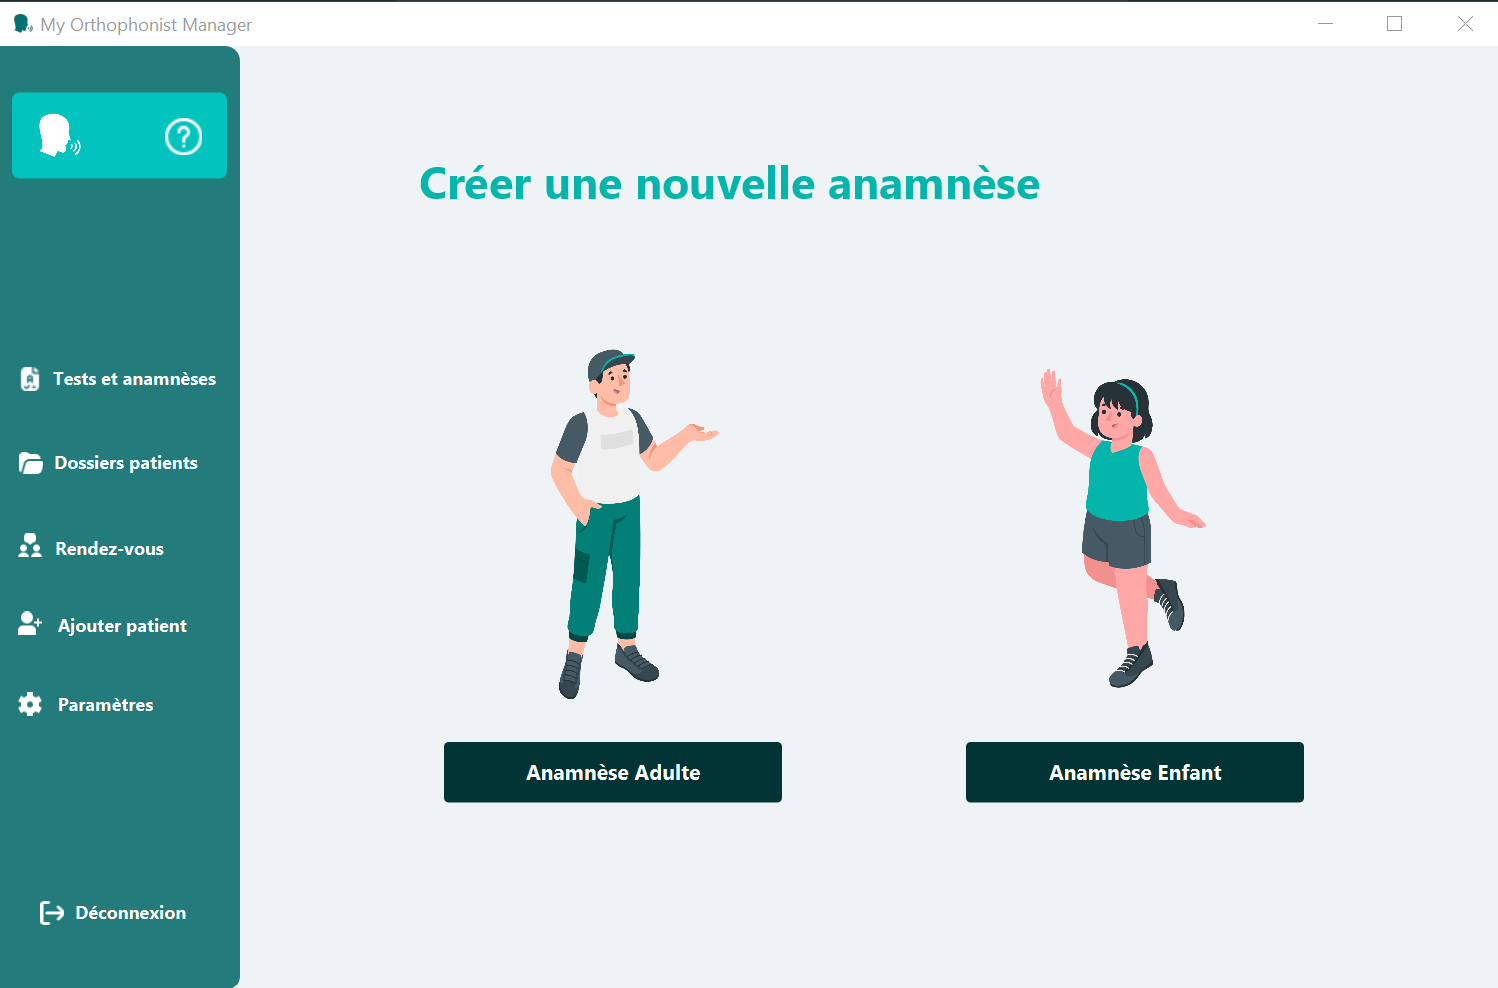 My Orthophonist Manager
?
Créer une nouvelle anamnèse
Tests et anamnèses
Dossiers patients
Rendez-vous
Ajouter patient
Paramètres
Anamnèse Adulte
Anamnèse Enfant
Déconnexion